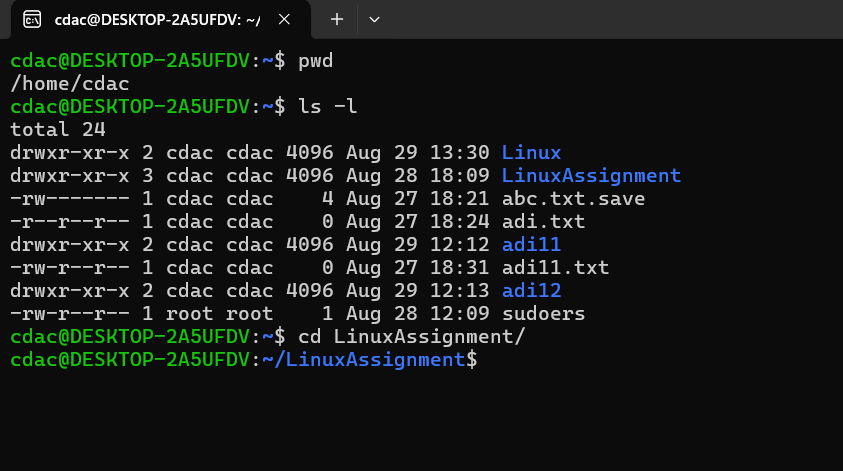 cdac@DESKTOP-2A5UFDV: ~/
cdac@DESKTOP-2A5UFDV:~$ pwd
/home/cdac
cdac@DESKTOP-2A5UFDV:~$ ls -l
total 24
drwxr-xr-x 2 cdac cdac 4096 Aug 29 13:30 Linux
drwxr-xr-x 3 cdac cdac 4096 Aug 28 18:09 LinuxAssignment
-rw------- 1 cdac cdac    4 Aug 27 18:21 abc.txt.save
-r--r--r-- 1 cdac cdac    0 Aug 27 18:24 adi.txt
drwxr-xr-x 2 cdac cdac 4096 Aug 29 12:12 adi11
-rw-r--r-- 1 cdac cdac    0 Aug 27 18:31 adi11.txt
drwxr-xr-x 2 cdac cdac 4096 Aug 29 12:13 adi12
-rw-r--r-- 1 root root    1 Aug 28 12:09 sudoers
cdac@DESKTOP-2A5UFDV:~$ cd LinuxAssignment/
cdac@DESKTOP-2A5UFDV:~/LinuxAssignment$